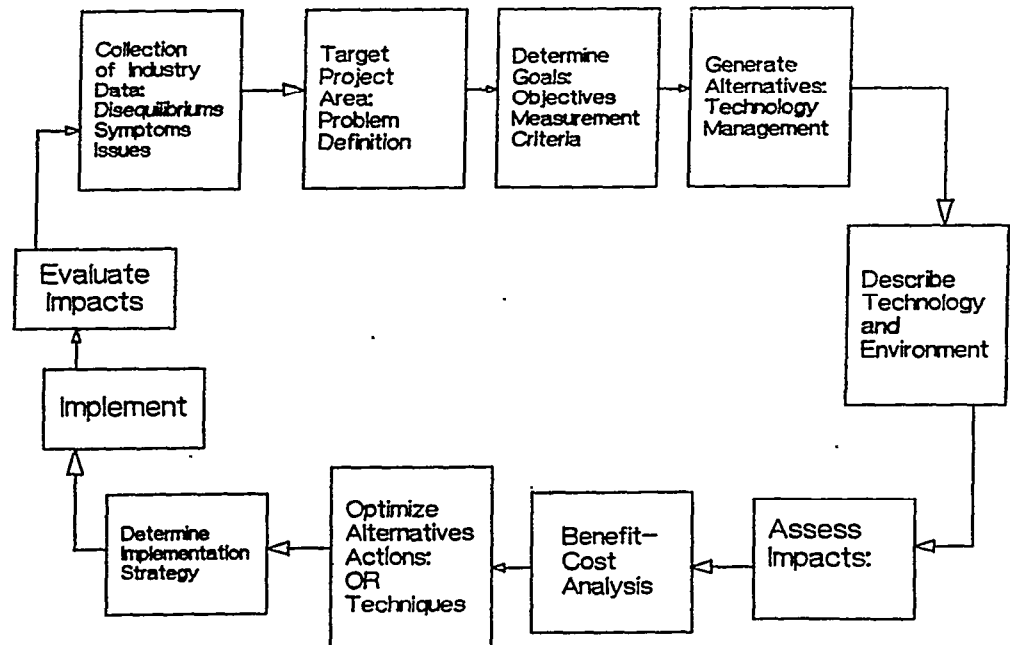 Collection
of Industry
Data:
Disequilibriums
Symptoms
Issues
Target
Project
Area:
Problem
Definition
Determine
Goals:
Objectives
Measurement
Criteria
Generate
Alternatives:
Technology
Management
Describe
Technology
and
Environment
Assess
Impacts:
Benefit-
Cost
Analysis
Optimize
Alternatives
Actions:
OR
Techniques
Determine
Implementation
Strategy
Implement
Evaluate
Impacts